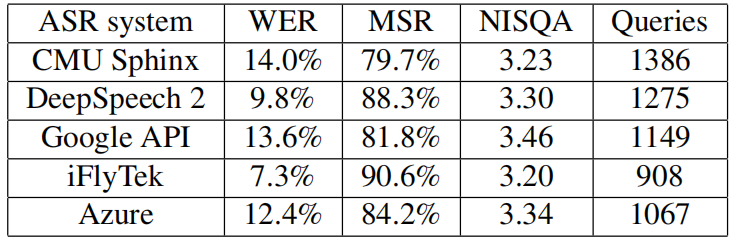 ASR system WER MSR NISQA Queries
CMU Sphinx 14.0% 79.7% 3.23 1386
DeepSpeech 2 9.8% 88.3% 3.30 1275
Google API 13.6% 81.8% 3.46 1149
iFlyTek 7.3% 90.6% 3.20 908
Azure 12.4% 84.2% 3.34 1067